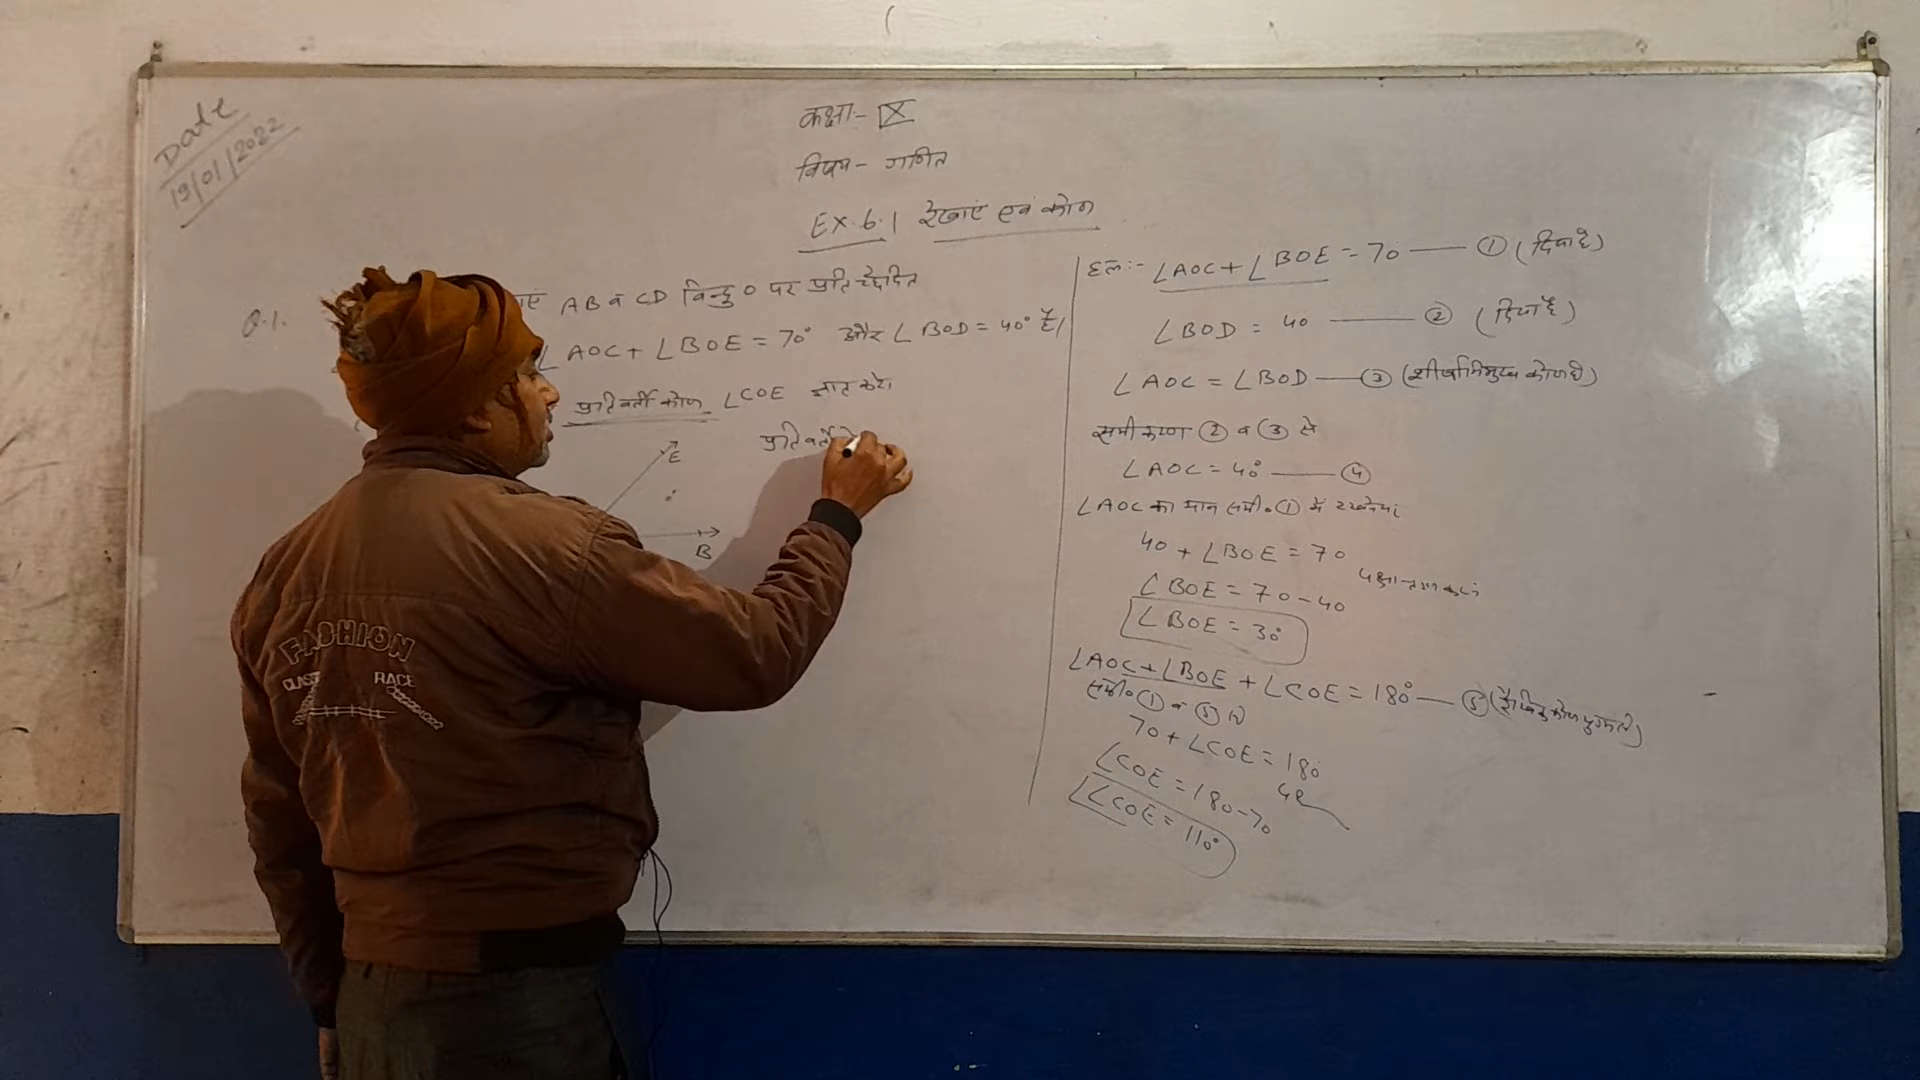 Date
19/01/2022
कक्षा:- IX
विषय- गणित
EX.6.1 रेखाएं एवं कोण
Q.1.
AB व CD बिन्दु O पर प्रतिच्छेदित
∠AOC+∠BOE=70° और ∠BOD=40° है।
प्रतिवर्ती कोण ∠COE ज्ञात करो।
प्रतिवर्ती
E
B
हल:- ∠AOC+∠BOE=70 ① (दिया है)
∠BOD=40 ② (दिया है)
∠AOC=∠BOD ③ (शीर्षाभिमुख कोण से)
समीकरण ② व ③ से
∠AOC=40° ④
∠AOC का मान समी० ① में रखने पर
40+∠BOE=70
∠BOE=70-40
∠BOE=30°
∠AOC+∠BOE+∠COE=180° ⑤
समी० ① व ⑤ से
70+∠COE=180
∠COE=180-70
∠COE=110°
FASHION
CLASS RACE